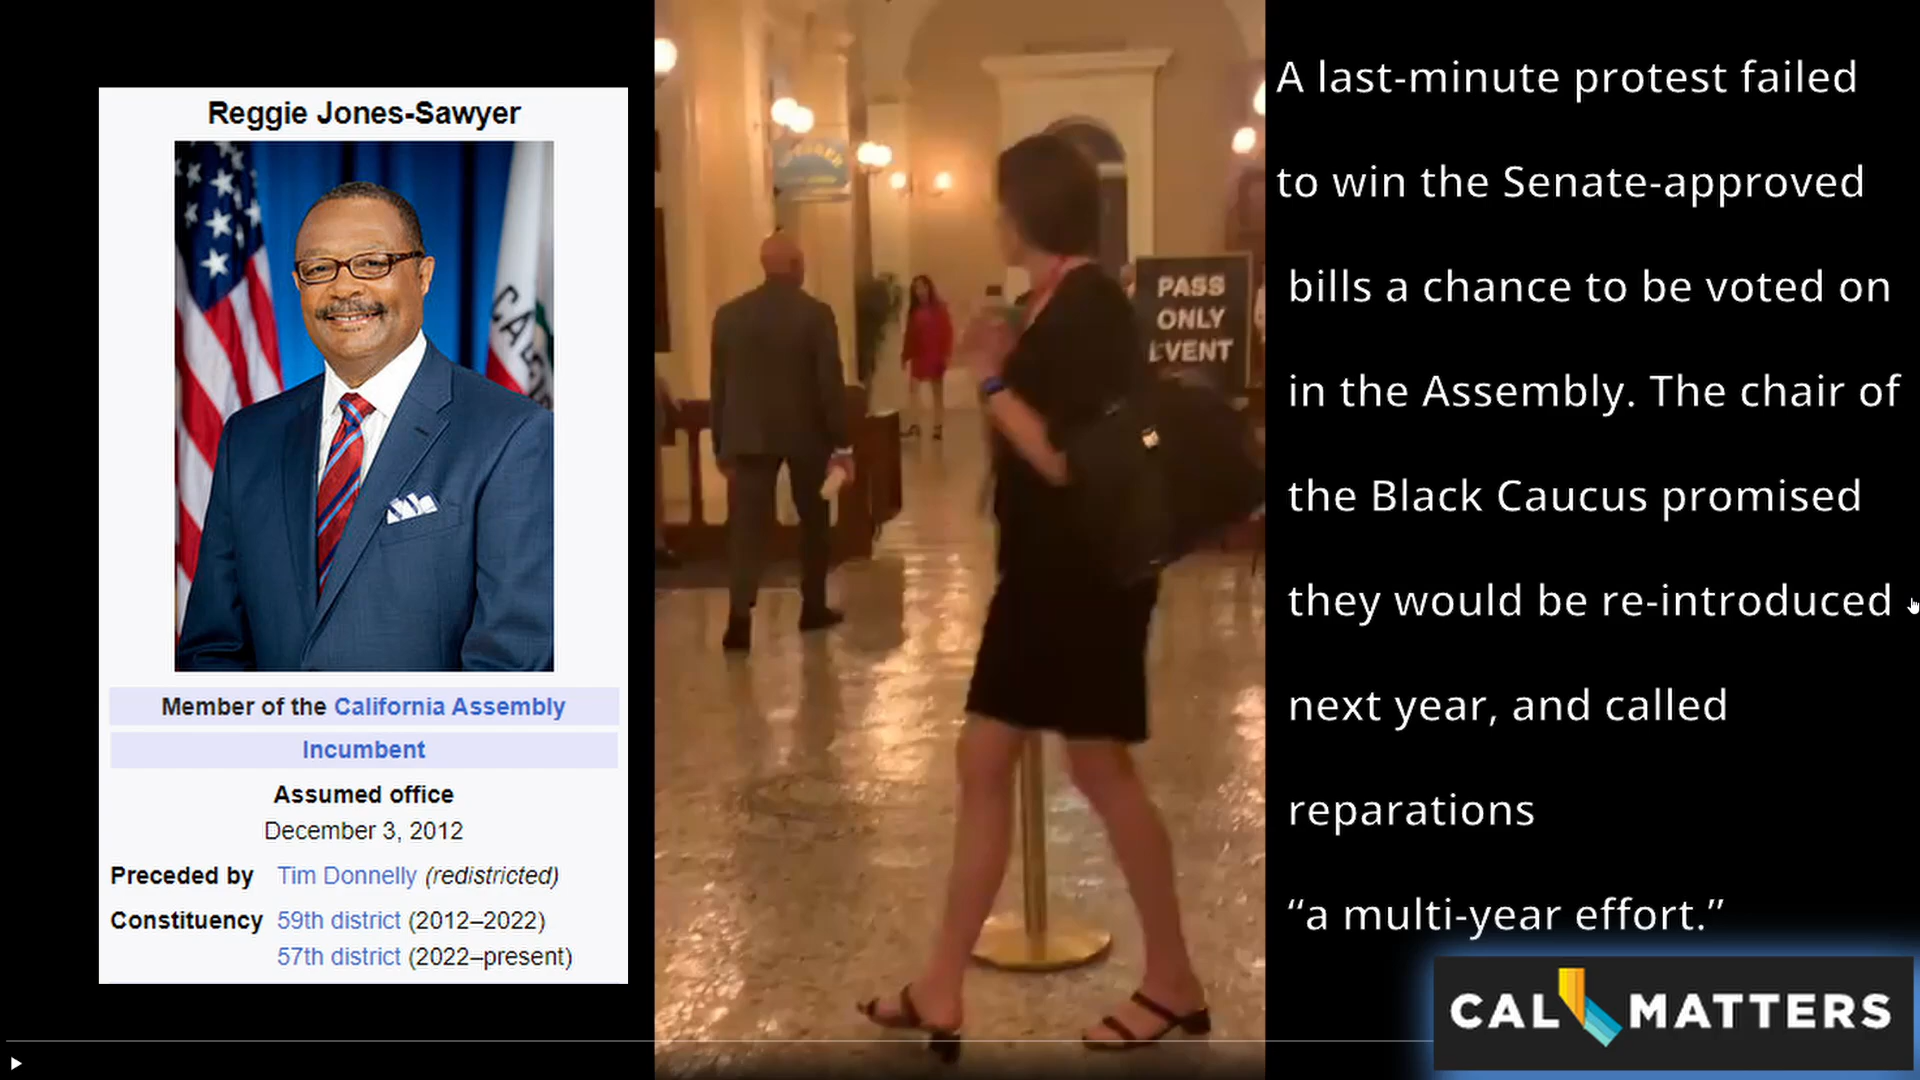 Reggie Jones-Sawyer
Member of the California Assembly
Incumbent
Assumed office
December 3, 2012
Preceded by Tim Donnelly (redistricted)
Constituency 59th district (2012–2022)
57th district (2022–present)
PASS
ONLY
EVENT
A last-minute protest failed
to win the Senate-approved
bills a chance to be voted on
in the Assembly. The chair of
the Black Caucus promised
they would be re-introduced
next year, and called
reparations
“a multi-year effort.”
CAL MATTERS